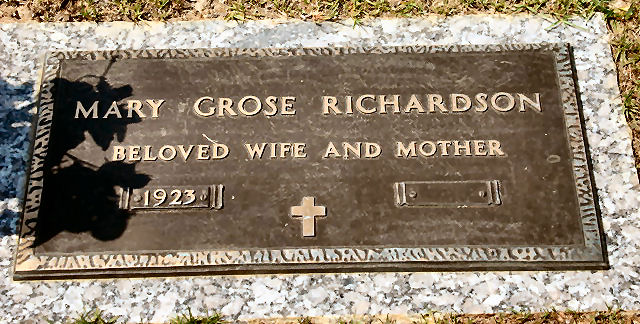 MARY GROSE RICHARDSON
BELOVED WIFE AND MOTHER
1923